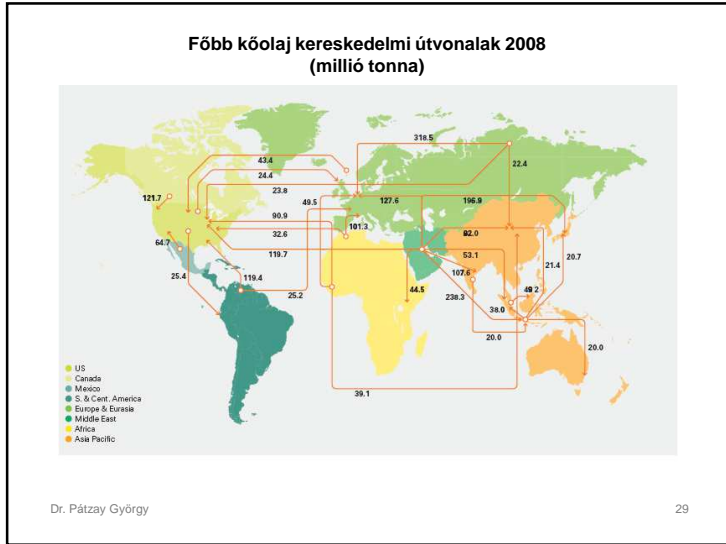 Főbb kőolaj kereskedelmi útvonalak 2008
(millió tonna)
318.5
43.4
24.4
22.4
23.8
121.7
49.5
127.6
196.9
90.9
101.3
32.6
64.7
119.7
53.1
20.7
25.4
119.4
107.6
21.4
25.2
44.5
238.3
38.0
20.0
20.0
39.1
US
Canada
Mexico
S. & Cent. America
Europe & Eurasia
Middle East
Africa
Asia Pacific
Dr. Pátzay György
29